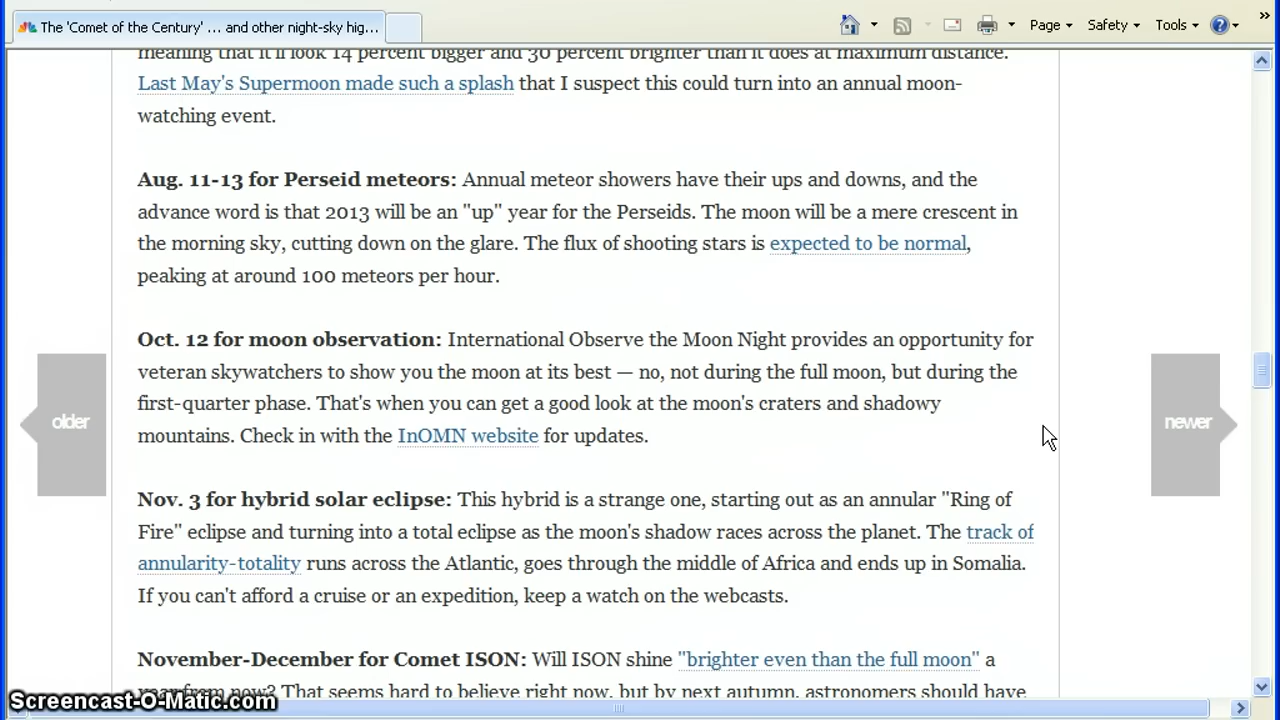 The 'Comet of the Century' ... and other night-sky hig...
Page
Safety
Tools
meaning that it'll look 14 percent bigger and 30 percent brighter than it does at maximum distance.
Last May's Supermoon made such a splash that I suspect this could turn into an annual moon-
watching event.
Aug. 11-13 for Perseid meteors: Annual meteor showers have their ups and downs, and the
advance word is that 2013 will be an "up" year for the Perseids. The moon will be a mere crescent in
the morning sky, cutting down on the glare. The flux of shooting stars is expected to be normal,
peaking at around 100 meteors per hour.
Oct. 12 for moon observation: International Observe the Moon Night provides an opportunity for
veteran skywatchers to show you the moon at its best — no, not during the full moon, but during the
first-quarter phase. That's when you can get a good look at the moon's craters and shadowy
mountains. Check in with the InOMN website for updates.
older
newer
Nov. 3 for hybrid solar eclipse: This hybrid is a strange one, starting out as an annular "Ring of
Fire" eclipse and turning into a total eclipse as the moon's shadow races across the planet. The track of
annularity-totality runs across the Atlantic, goes through the middle of Africa and ends up in Somalia.
If you can't afford a cruise or an expedition, keep a watch on the webcasts.
November-December for Comet ISON: Will ISON shine "brighter even than the full moon" a
year from now? That seems hard to believe right now, but by next autumn, astronomers should have
Screencast-O-Matic.com